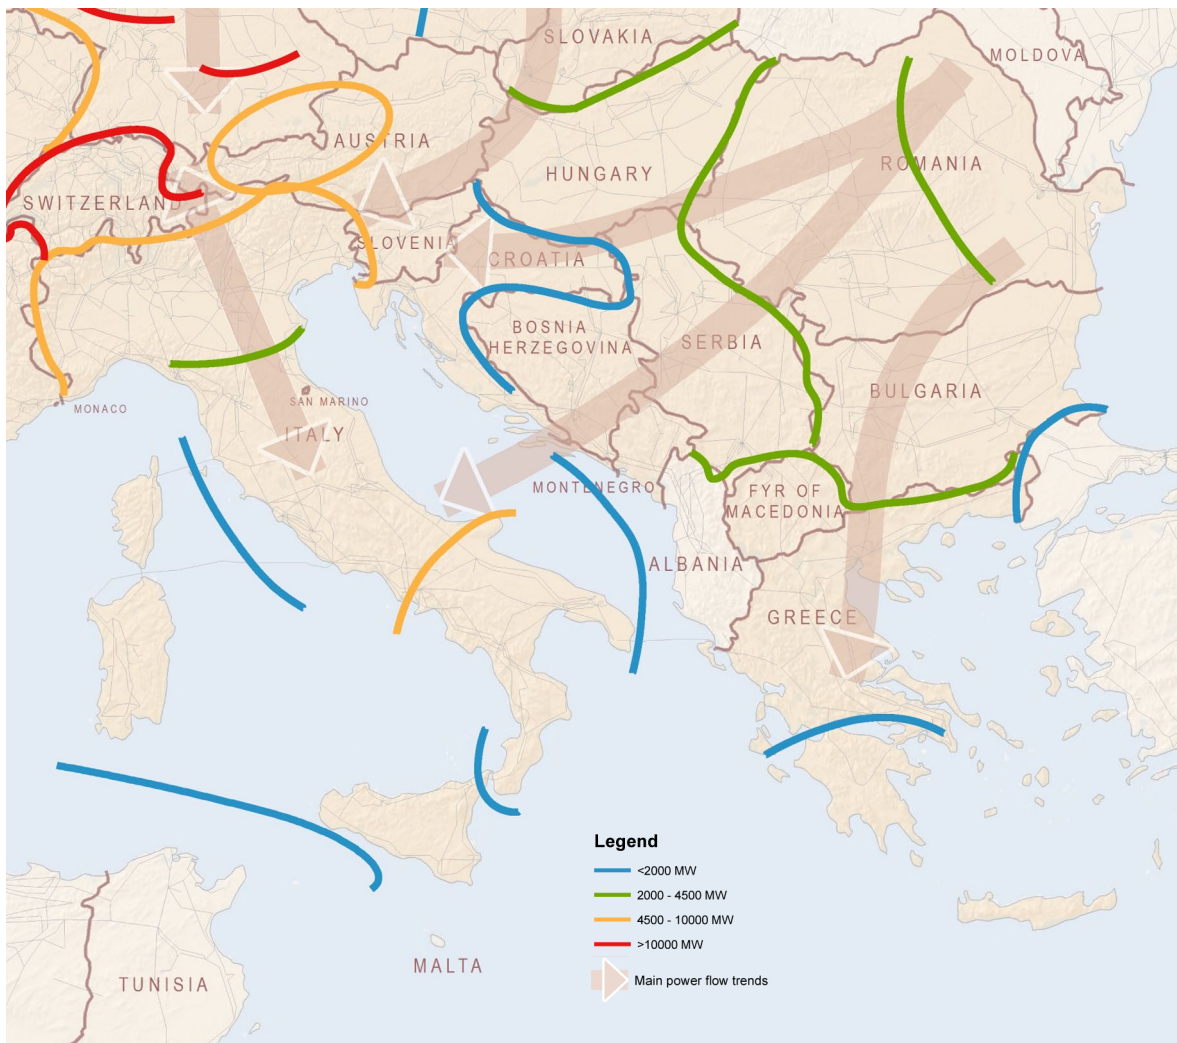 SLOVAKIA
MOLDOVA
AUSTRIA
ROMANIA
HUNGARY
SWITZERLAND
SLOVENIA
CROATIA
BOSNIA
HERZEGOVINA
SERBIA
BULGARIA
MONACO
SAN MARINO
ITALY
MONTENEGRO
FYR OF
MACEDONIA
ALBANIA
GREECE
Legend
<2000 MW
2000 - 4500 MW
4500 - 10000 MW
>10000 MW
Main power flow trends
MALTA
TUNISIA